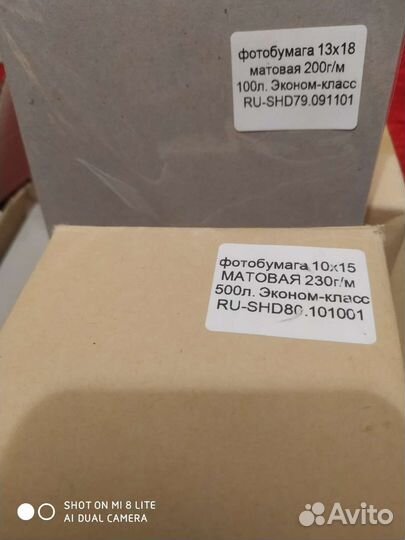 фотобумага 13х18
матовая 200г/м
100л. Эконом-класс
RU-SHD79.091101
фотобумага 10х15
МАТОВАЯ 230г/м
500л. Эконом-класс
RU-SHD80.101001
SHOT ON MI 8 LITE
AI DUAL CAMERA
Avito